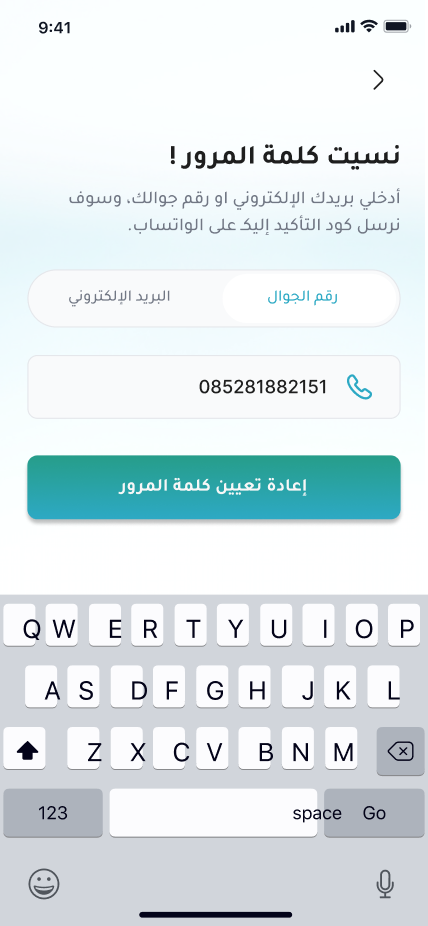 9:41
نسيت كلمة المرور !
أدخلي بريدك الإلكتروني او رقم جوالك، وسوف
نرسل كود التأكيد إليكـ على الواتساب.
رقم الجوال
البريد الإلكتروني
085281882151
إعادة تعيين كلمة المرور
Q W E R T Y U I O P
A S D F G H J K L
Z X C V B N M
123 space Go